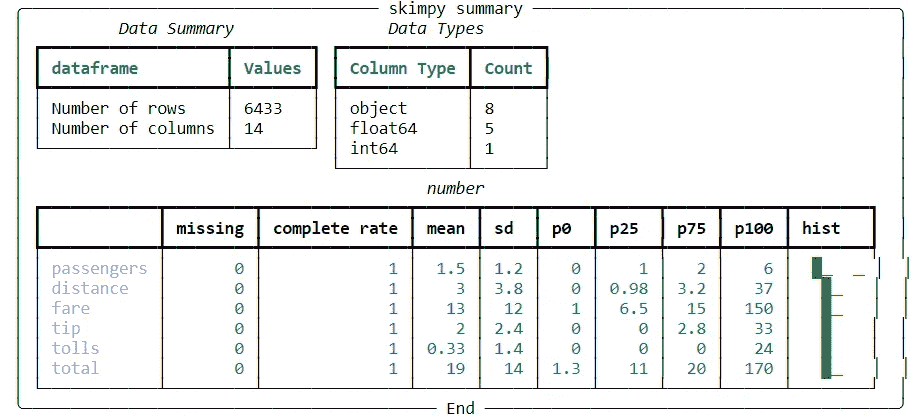 skimpy summary
Data Summary Data Types
dataframe Values Column Type Count
Number of rows 6433 object 8
Number of columns 14 float64 5
int64 1
number
missing complete rate mean sd p0 p25 p75 p100 hist
passengers 0 1 1.5 1.2 0 1 2 6
distance 0 1 3 3.8 0 0.98 3.2 37
fare 0 1 13 12 1 6.5 15 150
tip 0 1 2 2.4 0 0 2.8 33
tolls 0 1 0.33 1.4 0 0 0 24
total 0 1 19 14 1.3 11 20 170
End